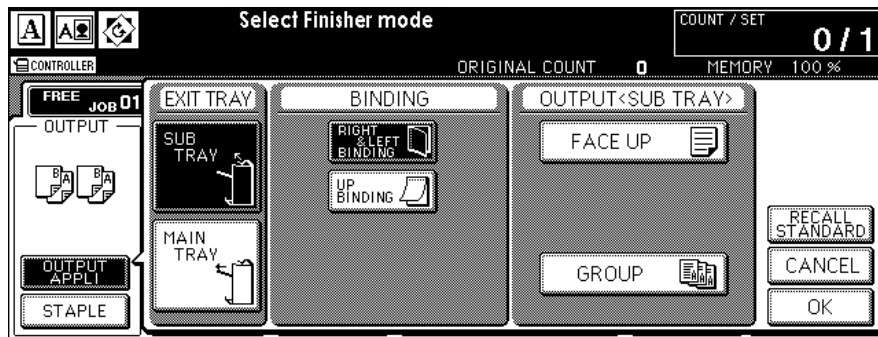 A A Select Finisher mode COUNT / SET
0 / 1
CONTROLLER ORIGINAL COUNT 0 MEMORY 100 %
FREE JOB 01
OUTPUT
B A B A
OUTPUT
APPLI
STAPLE
EXIT TRAY
SUB
TRAY
MAIN
TRAY
BINDING
RIGHT
&LEFT
BINDING
UP
BINDING
OUTPUT<SUB TRAY>
FACE UP
GROUP
RECALL
STANDARD
CANCEL
OK